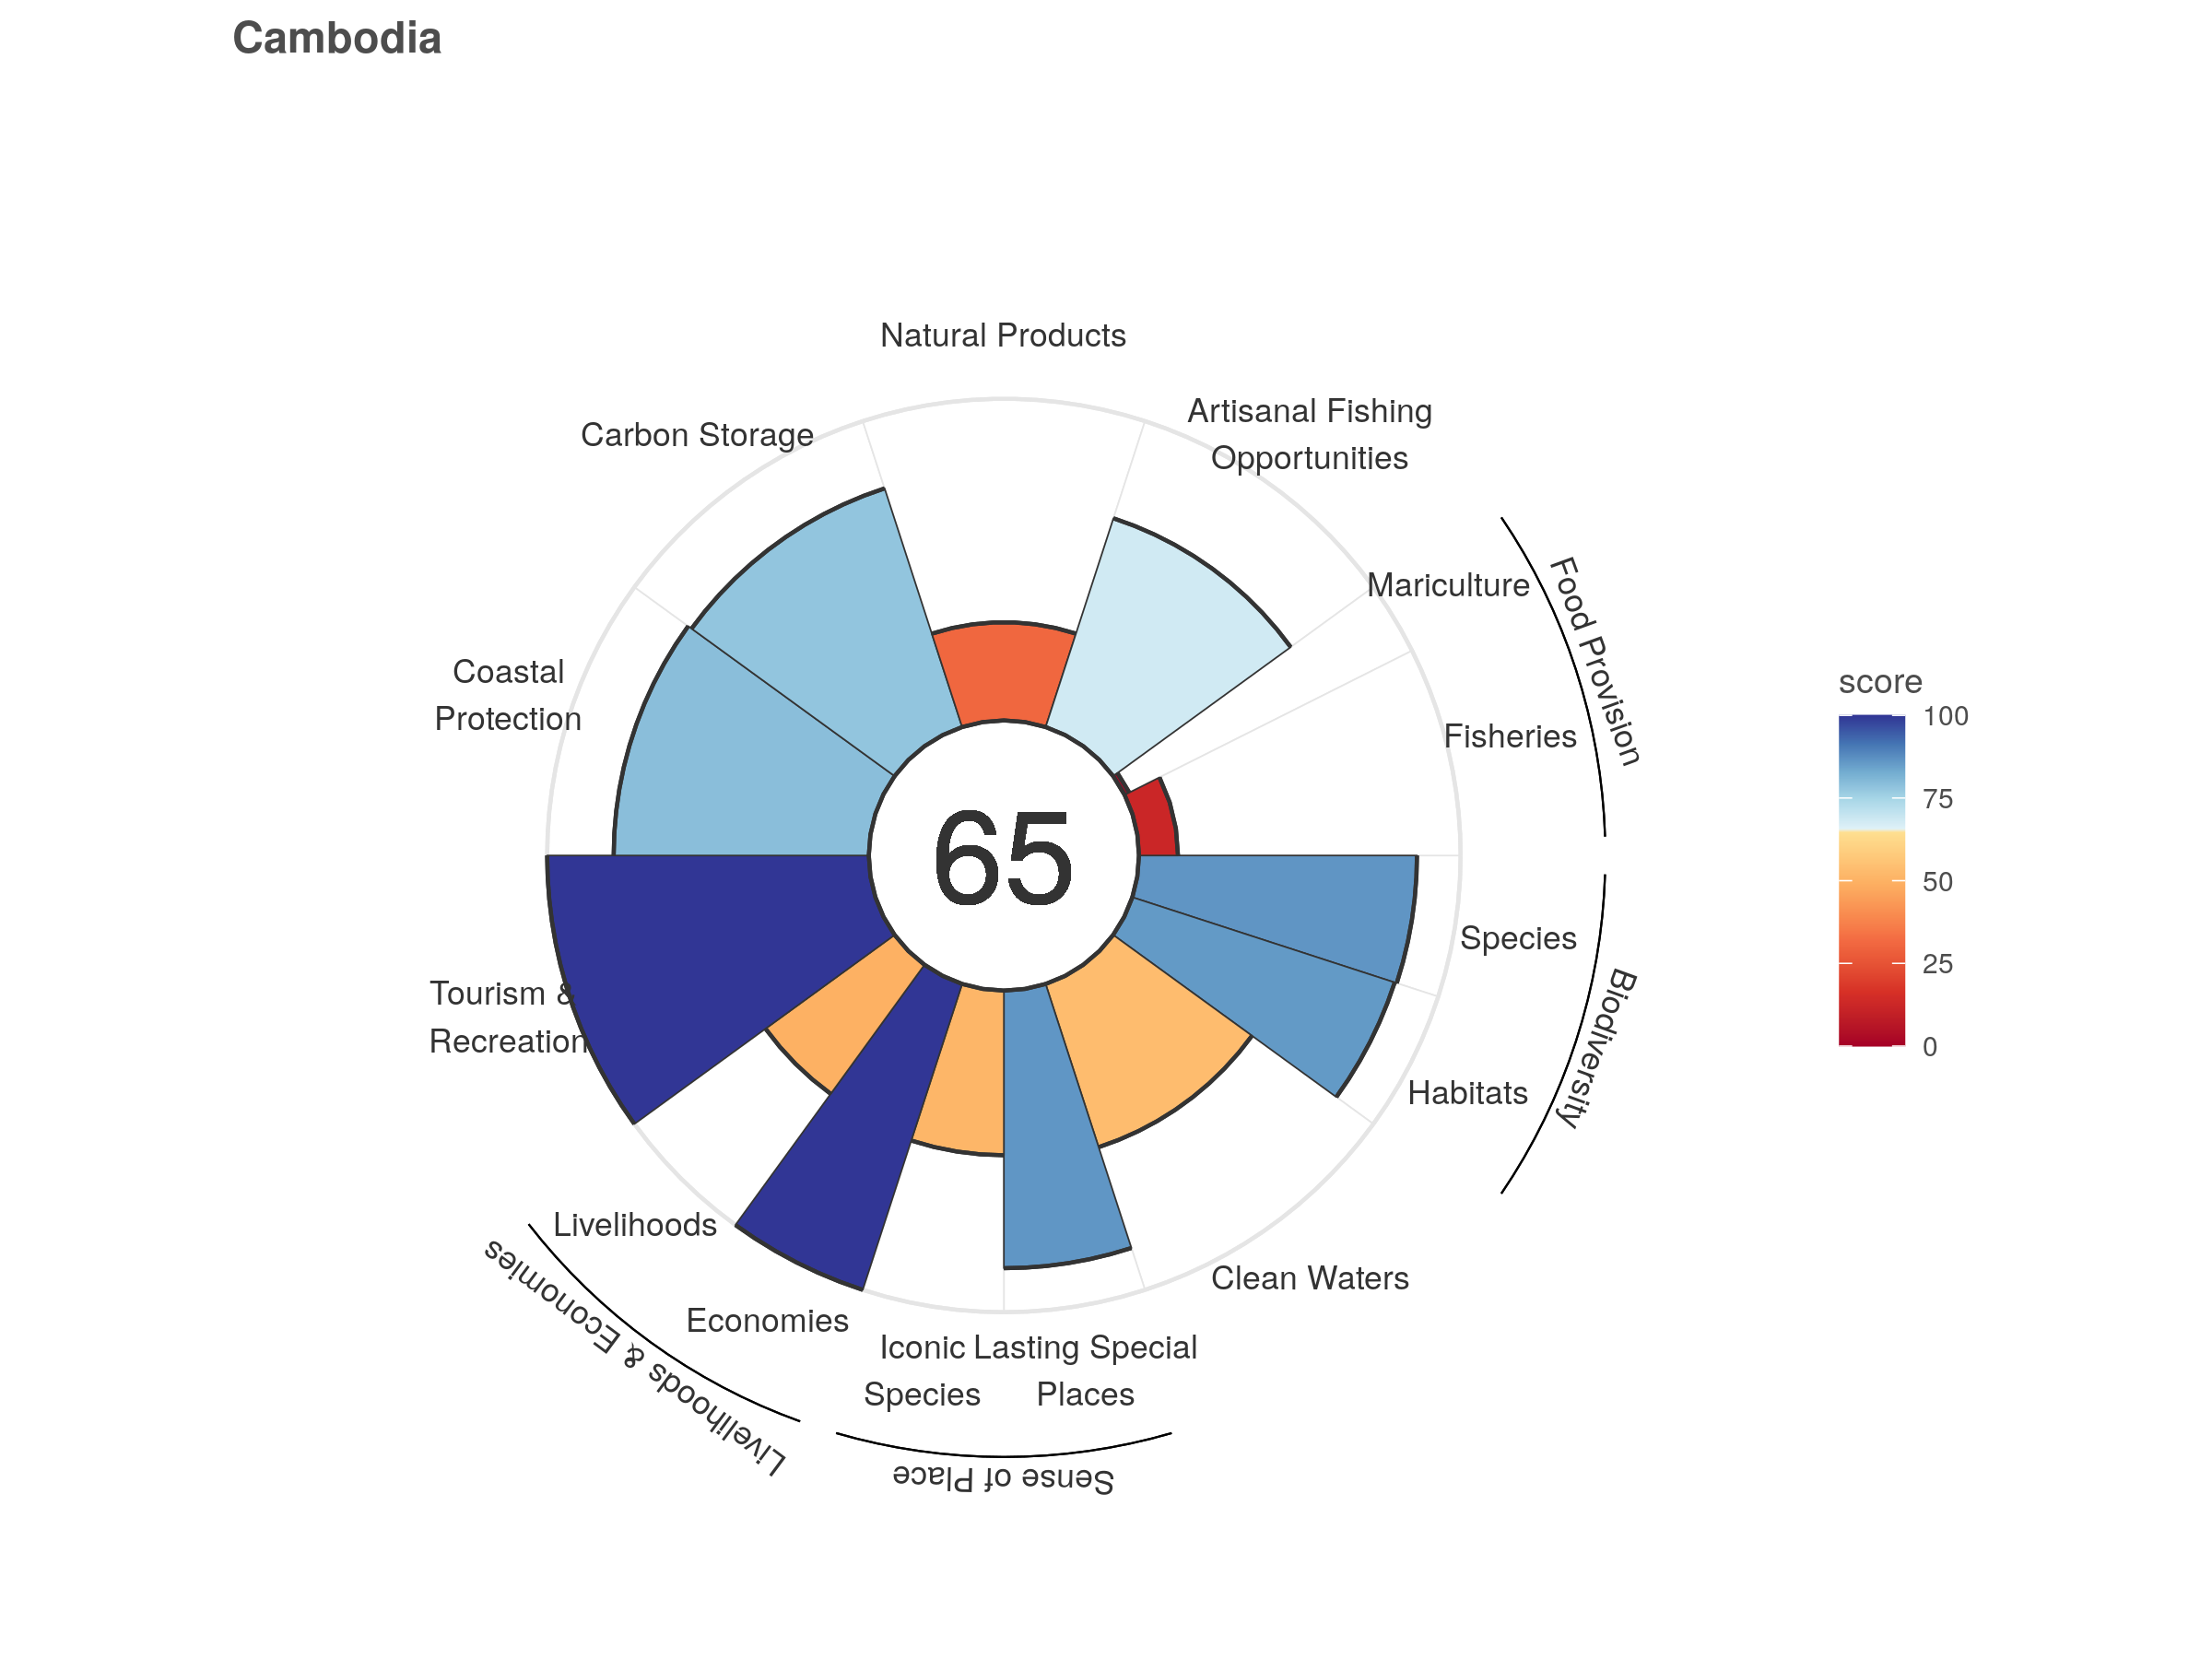 Cambodia
Natural Products
Artisanal Fishing
Opportunities
Carbon Storage
Mariculture
Food Provision
Fisheries
Coastal
Protection
65
score
100
75
50
25
0
Species
Biodiversity
Habitats
Tourism &
Recreation
Livelihoods
Economies
Livelihoods & Economies
Iconic
Species
Lasting Special
Places
Clean Waters
Sense of Place